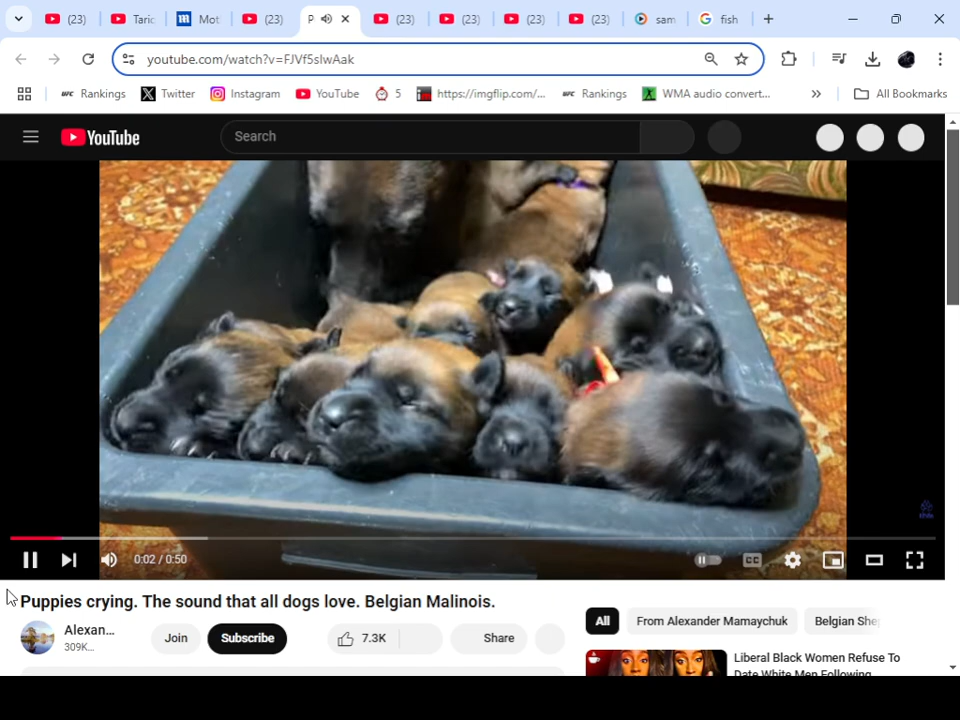 (23)
Taric
Mot
(23)
P
(23)
(23)
(23)
(23)
sam
fish
youtube.com/watch?v=FJVf5slwAak
Rankings
Twitter
Instagram
YouTube
5
https://imgflip.com/...
Rankings
WMA audio convert...
All Bookmarks
YouTube
Search
0:02 / 0:50
Puppies crying. The sound that all dogs love. Belgian Malinois.
Alexan...
309K...
Join
Subscribe
7.3K
Share
All
From Alexander Mamaychuk
Belgian She
Liberal Black Women Refuse To
Date White Men Following